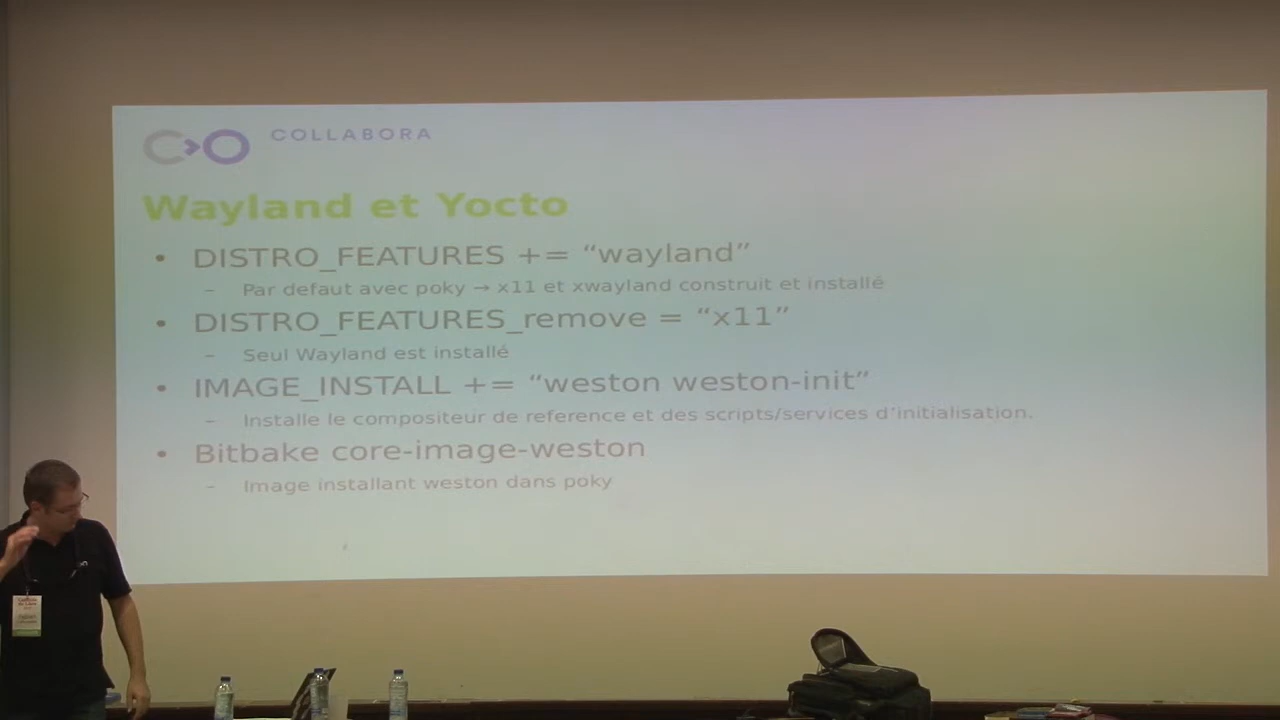 COLLABORA
Wayland et Yocto
• DISTRO_FEATURES += “wayland”
– Par defaut avec poky → x11 et xwayland construit et installé
• DISTRO_FEATURES_remove = “x11”
– Seul Wayland est installé
• IMAGE_INSTALL += “weston weston-init”
– Installe le compositeur de reference et des scripts/services d’initialisation.
• Bitbake core-image-weston
– Image installant weston dans poky